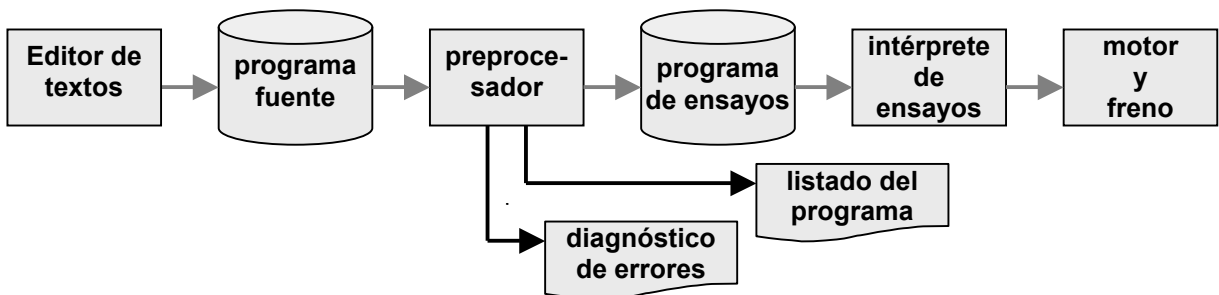 Editor de
textos
programa
fuente
preproce-
sador
programa
de ensayos
intérprete
de
ensayos
motor
y
freno
listado del
programa
diagnóstico
de errores